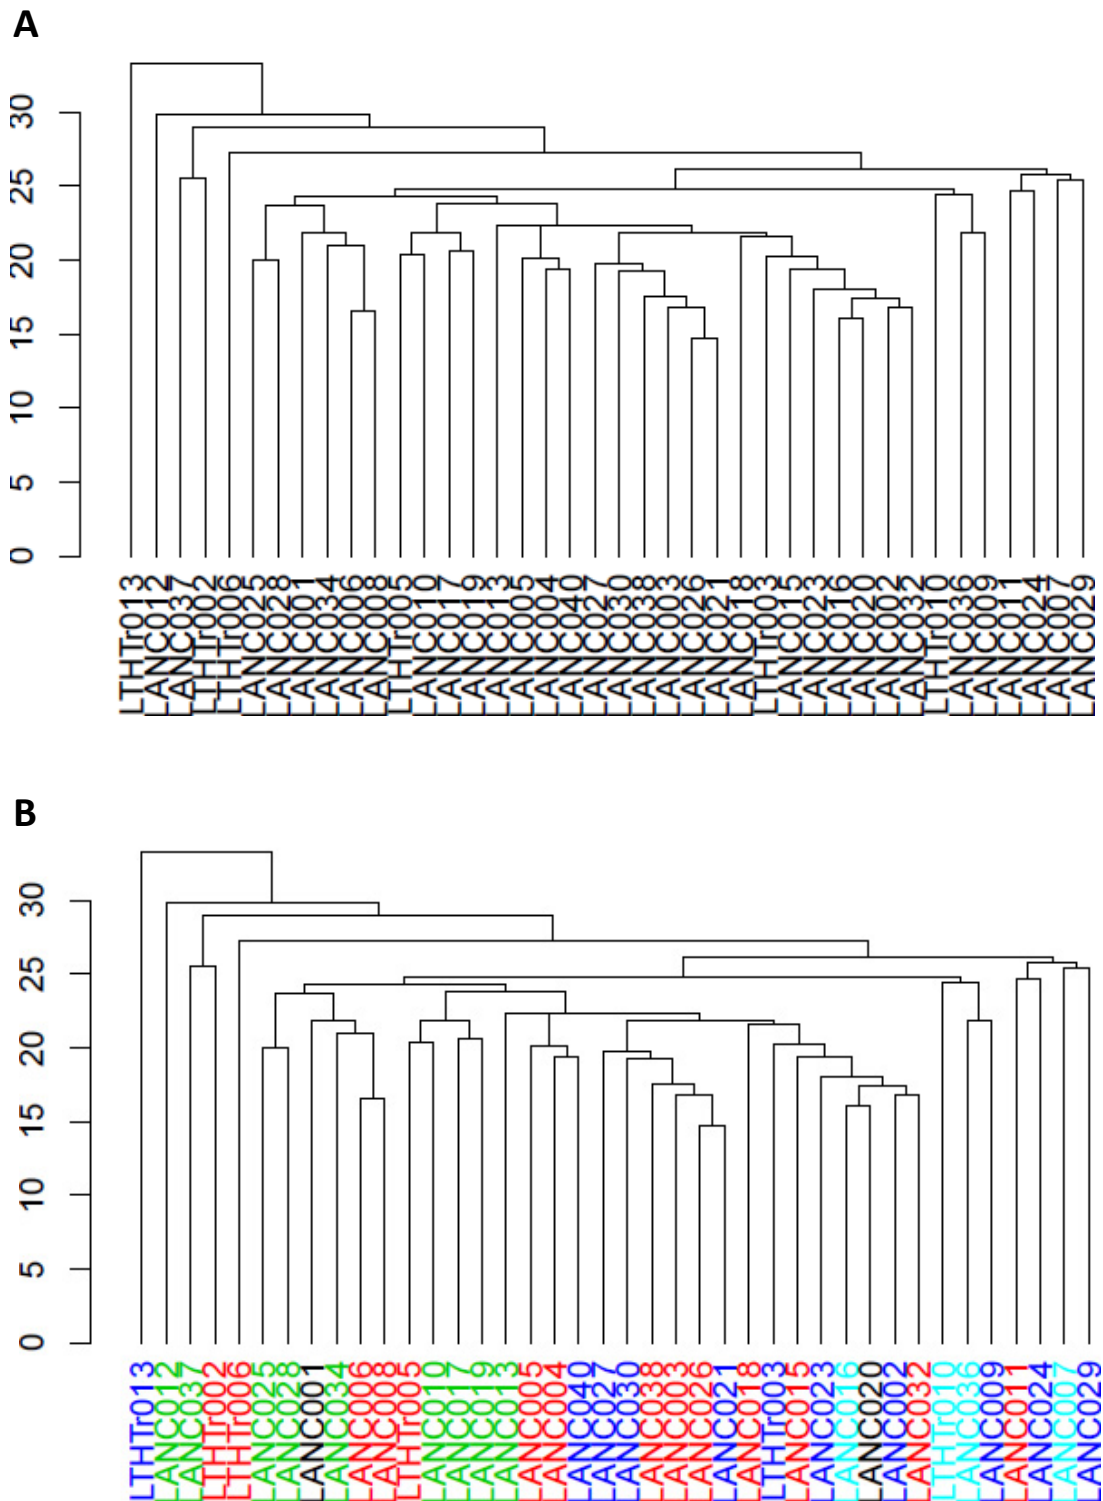 A
30
25
20
15
10
5
0
LTHTr013
LANC012
LANC037
LTHTr002
LTHTr006
LANC025
LANC028
LANC001
LANC034
LANC006
LANC008
LTHTr005
LANC010
LANC017
LANC019
LANC013
LANC005
LANC004
LANC040
LANC027
LANC030
LANC038
LANC003
LANC026
LANC021
LANC018
LTHTr003
LANC015
LANC023
LANC016
LANC020
LANC002
LANC032
LTHTr010
LANC036
LANC009
LANC011
LANC024
LANC007
LANC029
B
30
25
20
15
10
5
0
LTHTr013
LANC012
LANC037
LTHTr002
LTHTr006
LANC025
LANC028
LANC001
LANC034
LANC006
LANC008
LTHTr005
LANC010
LANC017
LANC019
LANC013
LANC005
LANC004
LANC040
LANC027
LANC030
LANC038
LANC003
LANC026
LANC021
LANC018
LTHTr003
LANC015
LANC023
LANC016
LANC020
LANC002
LANC032
LTHTr010
LANC036
LANC009
LANC011
LANC024
LANC007
LANC029